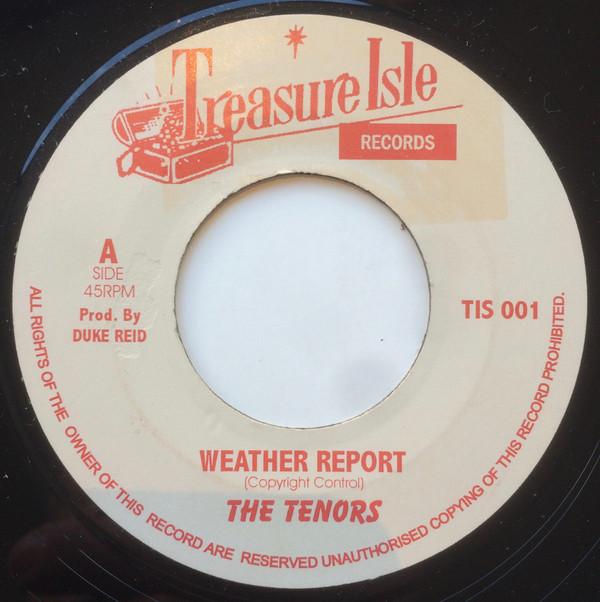 Treasure Isle
RECORDS
A
SIDE
45RPM
Prod. By
DUKE REID
TIS 001
WEATHER REPORT
(Copyright Control)
THE TENORS
ALL RIGHTS OF THE OWNER OF THIS RECORD ARE RESERVED UNAUTHORISED COPYING OF THIS RECORD PROHIBITED.